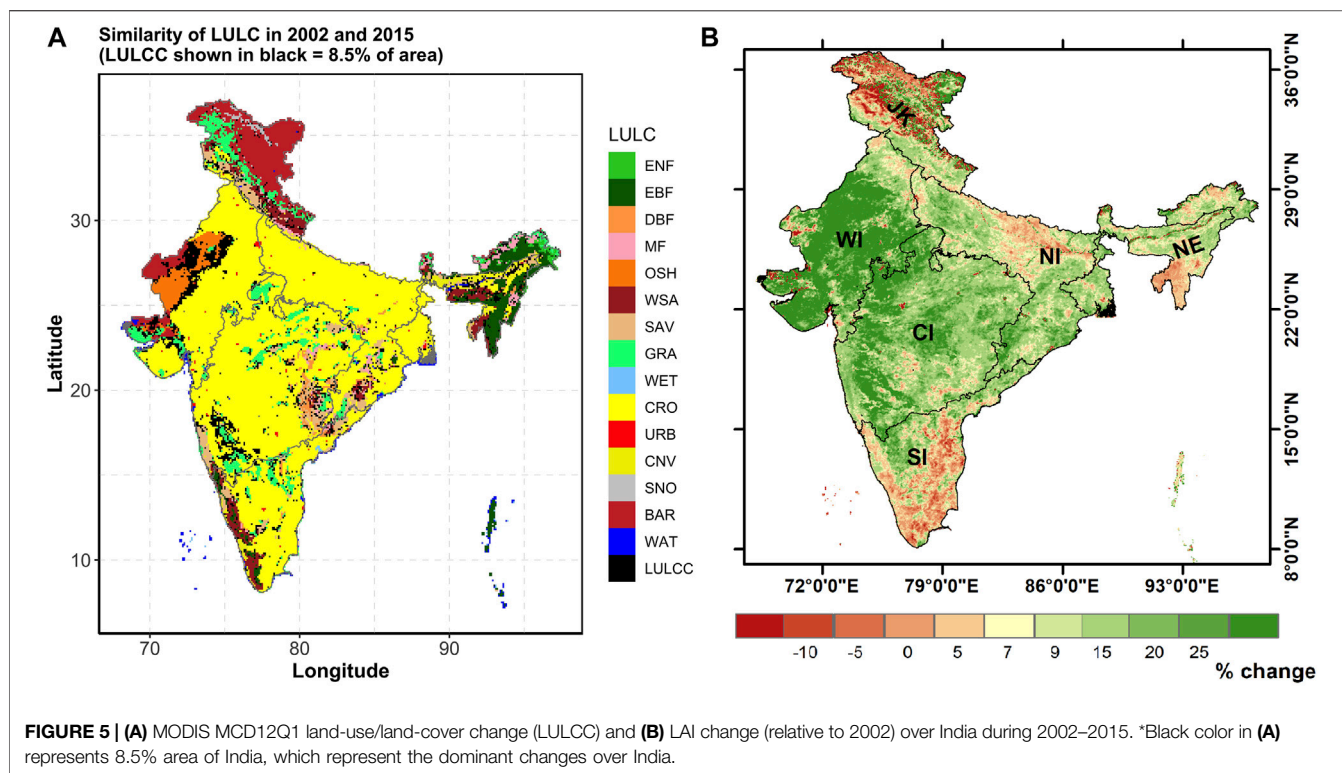 A
Similarity of LULC in 2002 and 2015
(LULCC shown in black = 8.5% of area)
Latitude
30
20
10
70
80
90
Longitude
LULC
ENF
EBF
DBF
MF
OSH
WSA
SAV
GRA
WET
CRO
URB
CNV
SNO
BAR
WAT
LULCC
B
JK
WI
NI
NE
CI
SI
36°0'0"N
29°0'0"N
22°0'0"N
15°0'0"N
8°0'0"N
72°0'0"E
79°0'0"E
86°0'0"E
93°0'0"E
-10
-5
0
5
7
9
15
20
25
% change
FIGURE 5 | (A) MODIS MCD12Q1 land-use/land-cover change (LULCC) and (B) LAI change (relative to 2002) over India during 2002–2015. *Black color in (A)
represents 8.5% area of India, which represent the dominant changes over India.